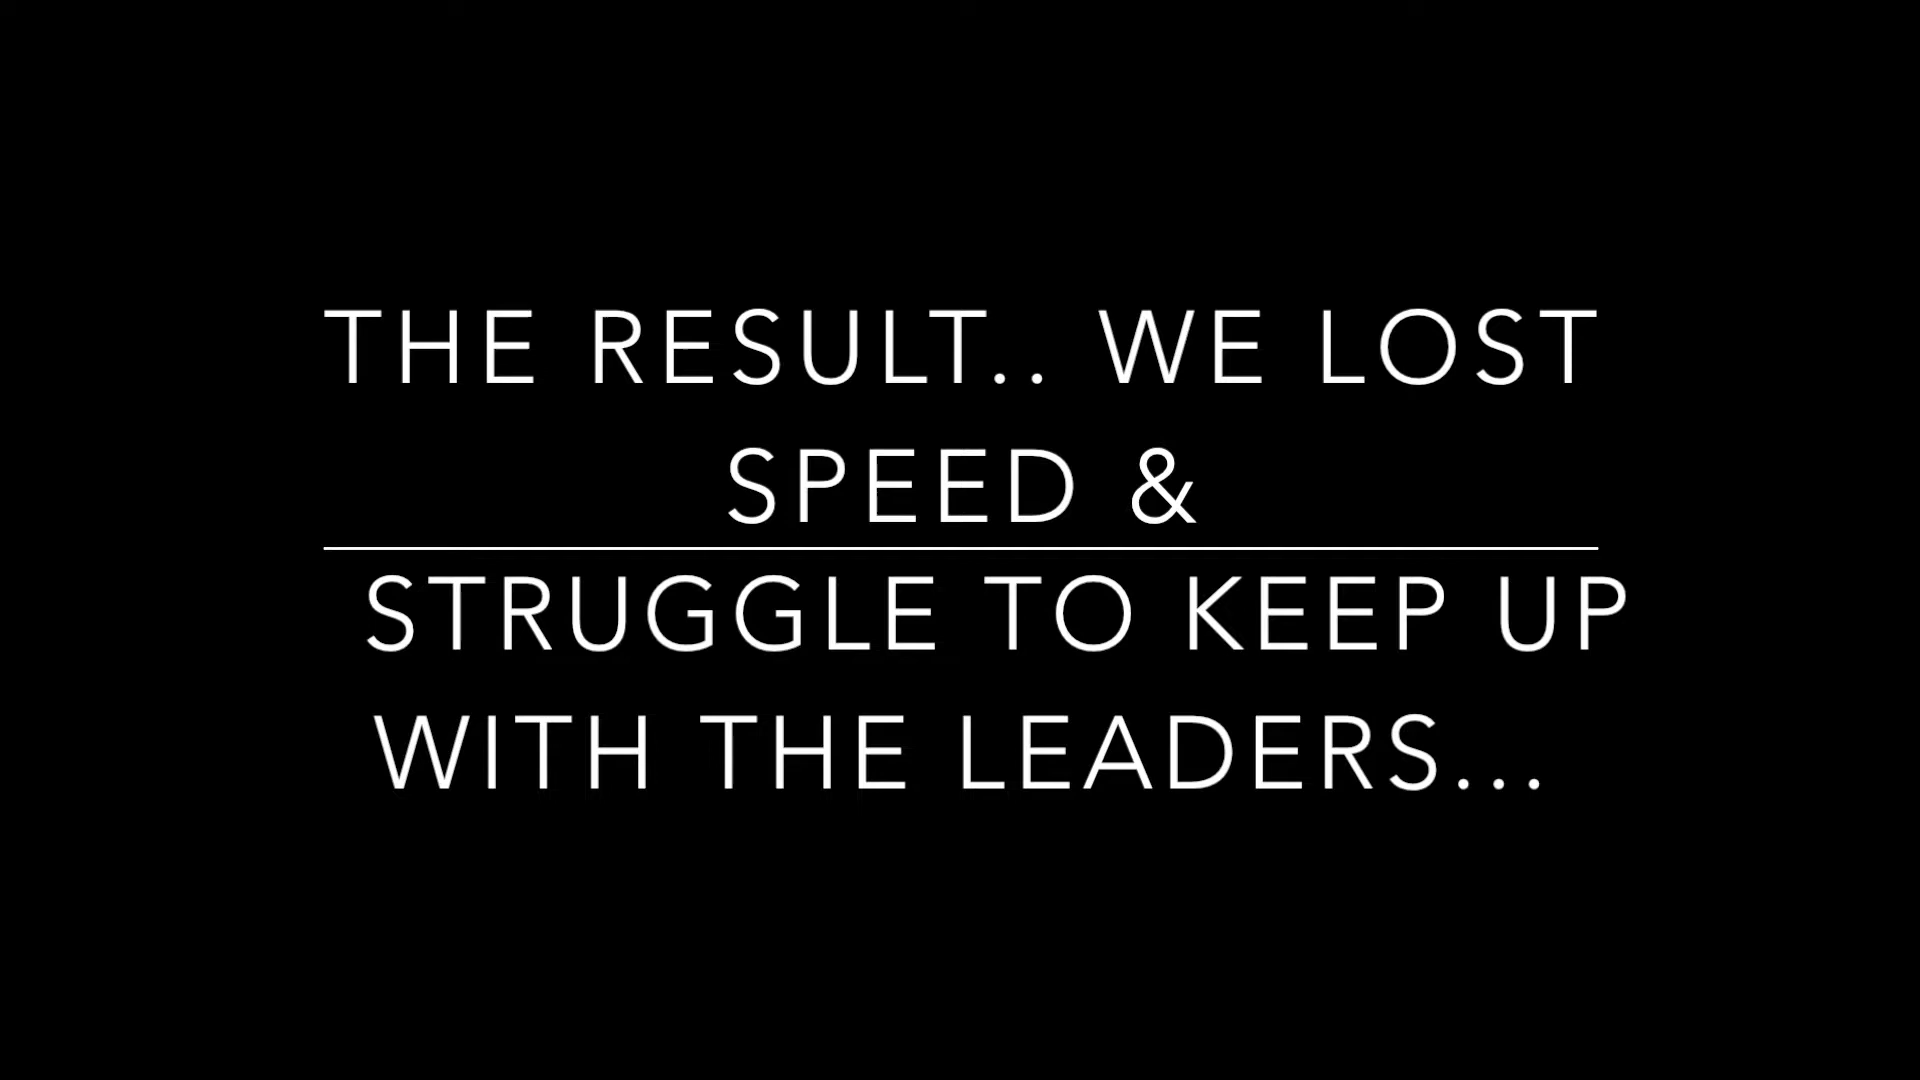 THE RESULT.. WE LOST
SPEED &
STRUGGLE TO KEEP UP
WITH THE LEADERS...